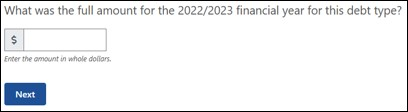 What was the full amount for the 2022/2023 financial year for this debt type?
$
Enter the amount in whole dollars.
Next